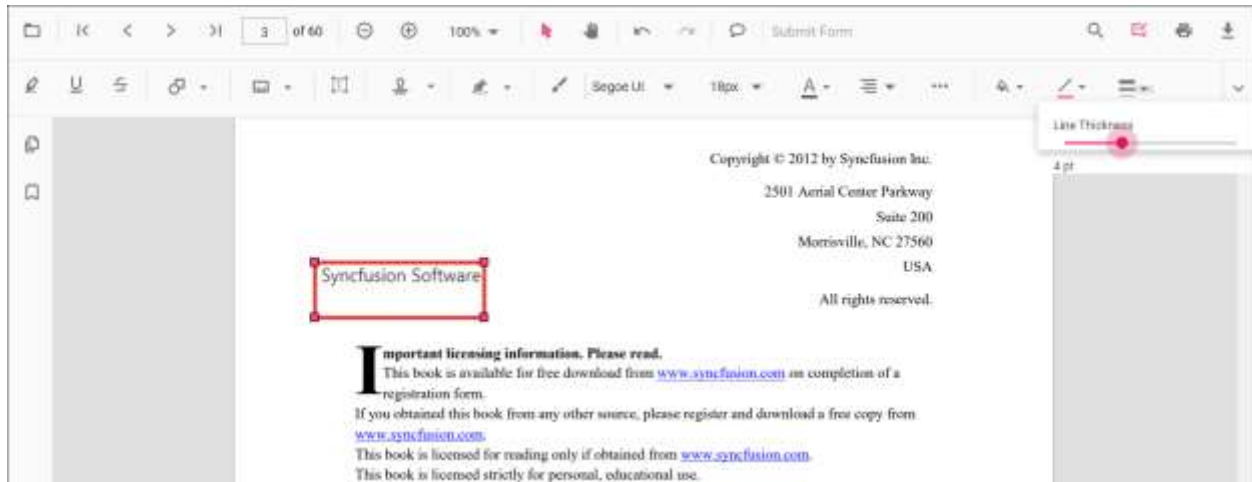 3 of 60 100% Submit Form
Segoe UI 18px A
Line Thickness
4 pt
Copyright © 2012 by Syncfusion Inc.
2501 Aerial Center Parkway
Suite 200
Morrisville, NC 27560
USA
All rights reserved.
Syncfusion Software
Important licensing information. Please read.
This book is available for free download from www.syncfusion.com on completion of a
registration form.
If you obtained this book from any other source, please register and download a free copy from
www.syncfusion.com.
This book is licensed for reading only if obtained from www.syncfusion.com.
This book is licensed strictly for personal, educational use.